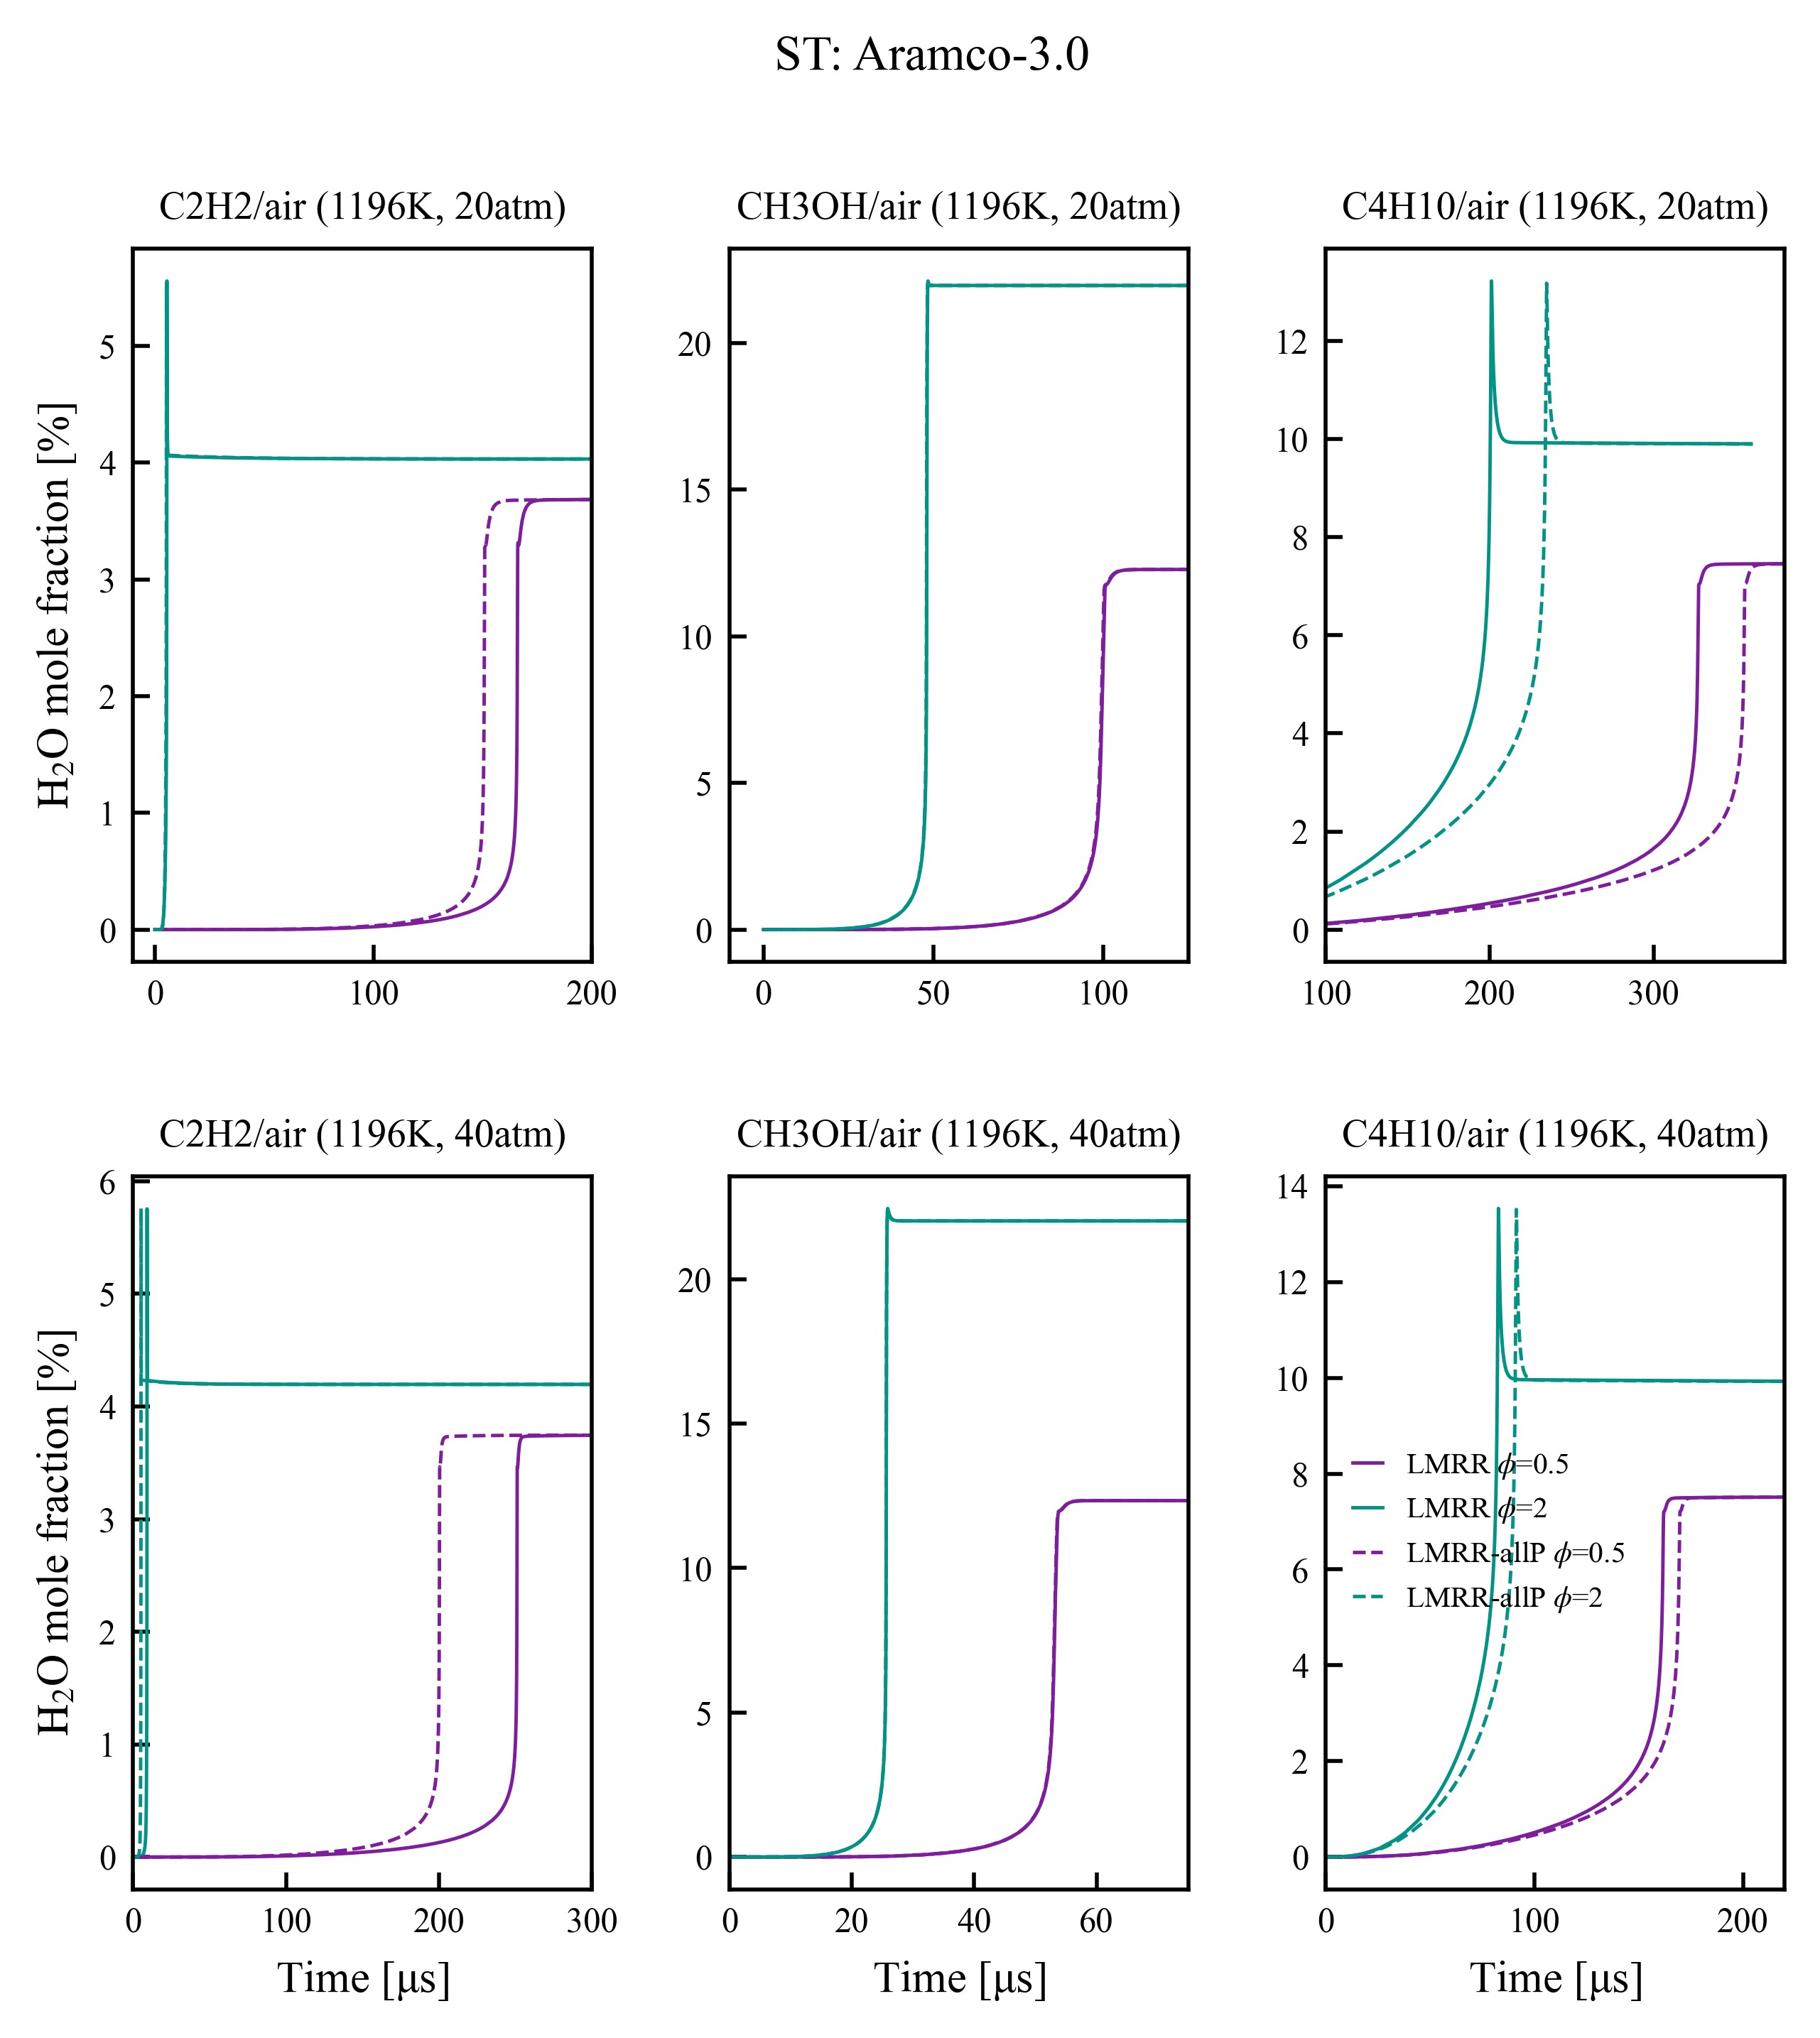 ST: Aramco-3.0
C2H2/air (1196K, 20atm)
H₂O mole fraction [%]
5
4
3
2
1
0
0 100 200
CH3OH/air (1196K, 20atm)
20
15
10
5
0
0 50 100
C4H10/air (1196K, 20atm)
12
10
8
6
4
2
0
100 200 300
C2H2/air (1196K, 40atm)
H₂O mole fraction [%]
6
5
4
3
2
1
0
0 100 200 300
Time [μs]
CH3OH/air (1196K, 40atm)
20
15
10
5
0
0 20 40 60
Time [μs]
C4H10/air (1196K, 40atm)
14
12
10
8
6
4
2
0
LMRR ϕ=0.5
LMRR ϕ=2
LMRR-allP ϕ=0.5
LMRR-allP ϕ=2
0 100 200
Time [μs]